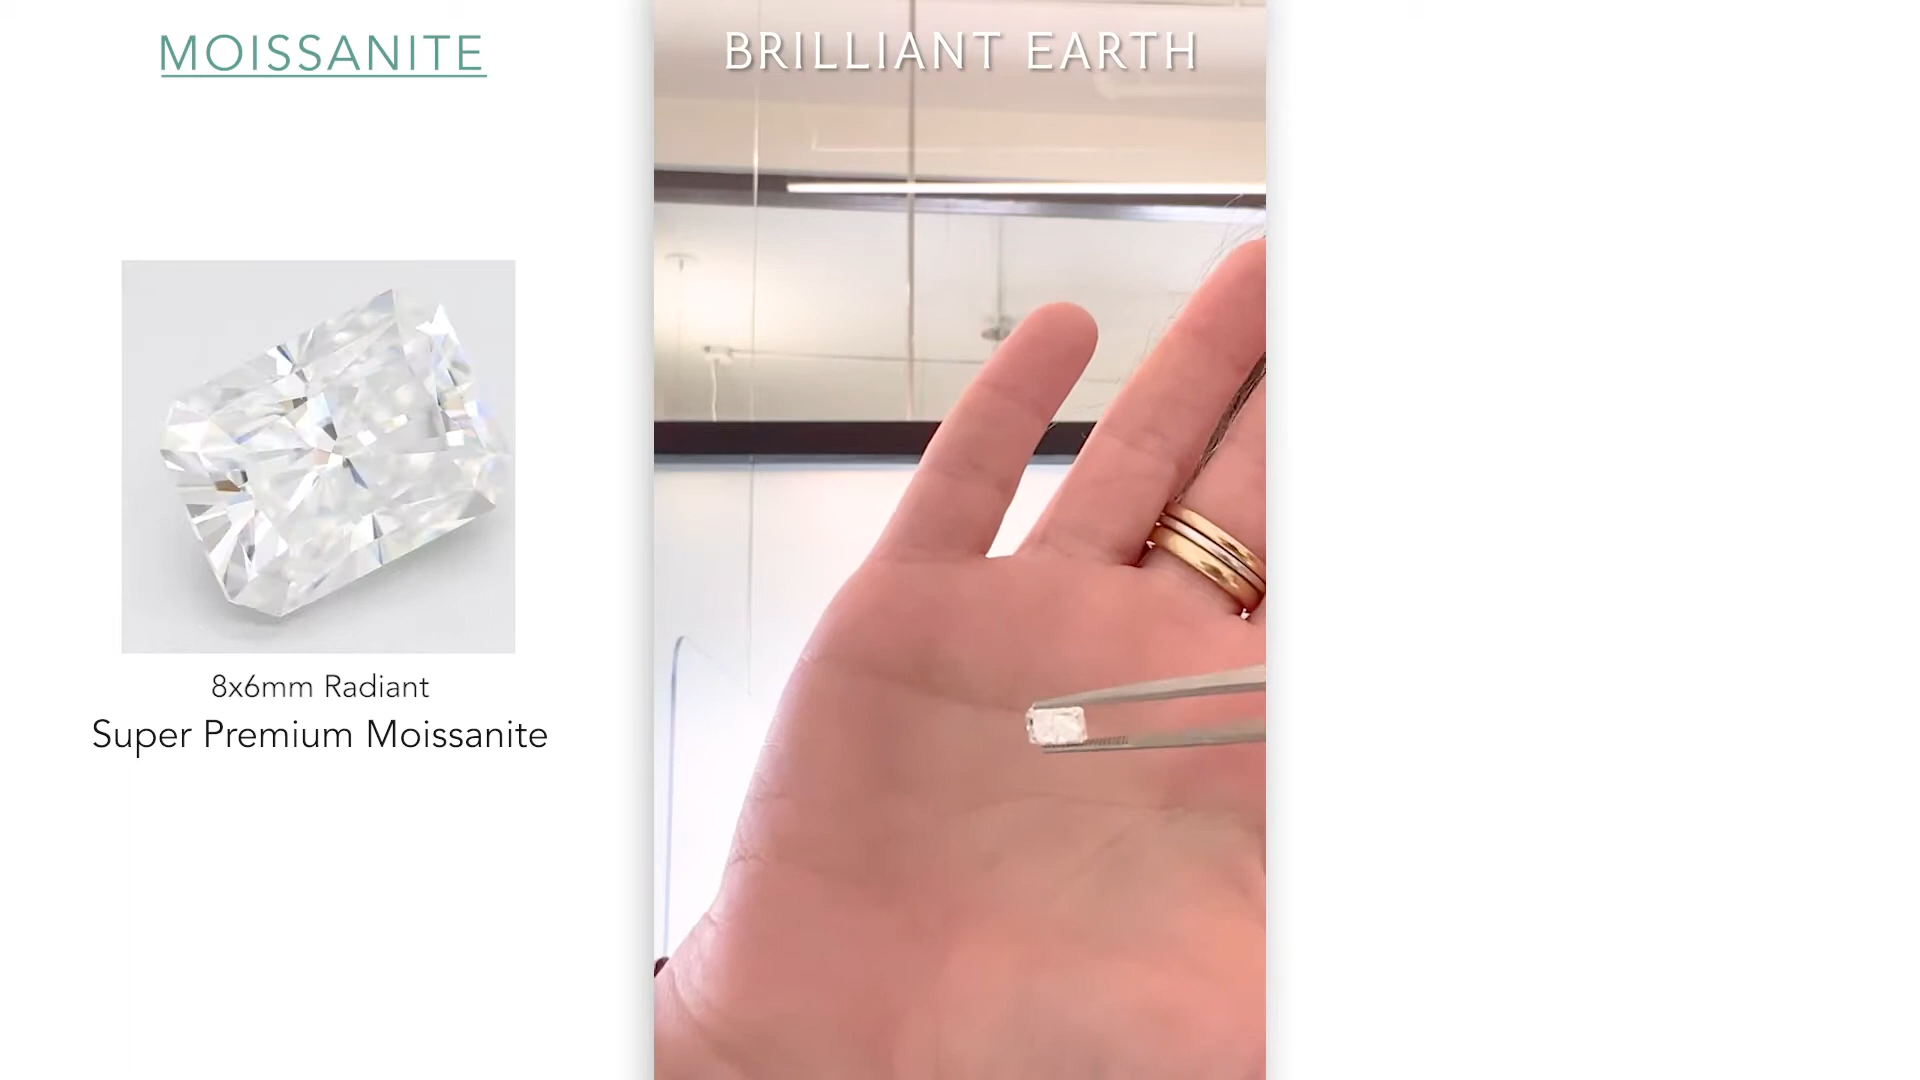 MOISSANITE
BRILLIANT EARTH
8x6mm Radiant
Super Premium Moissanite